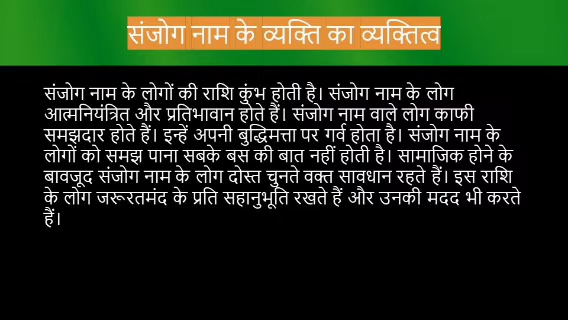 संजोग नाम के व्यक्ति का व्यक्तित्व
संजोग नाम के लोगों की राशि कुंभ होती है। संजोग नाम के लोग
आत्मनियंत्रित और प्रतिभावान होते हैं। संजोग नाम वाले लोग काफी
समझदार होते हैं। इन्हें अपनी बुद्धिमत्ता पर गर्व होता है। संजोग नाम के
लोगों को समझ पाना सबके बस की बात नहीं होती है। सामाजिक होने के
बावजूद संजोग नाम के लोग दोस्त चुनते वक्त सावधान रहते हैं। इस राशि
के लोग जरूरतमंद के प्रति सहानुभूति रखते हैं और उनकी मदद भी करते
हैं।